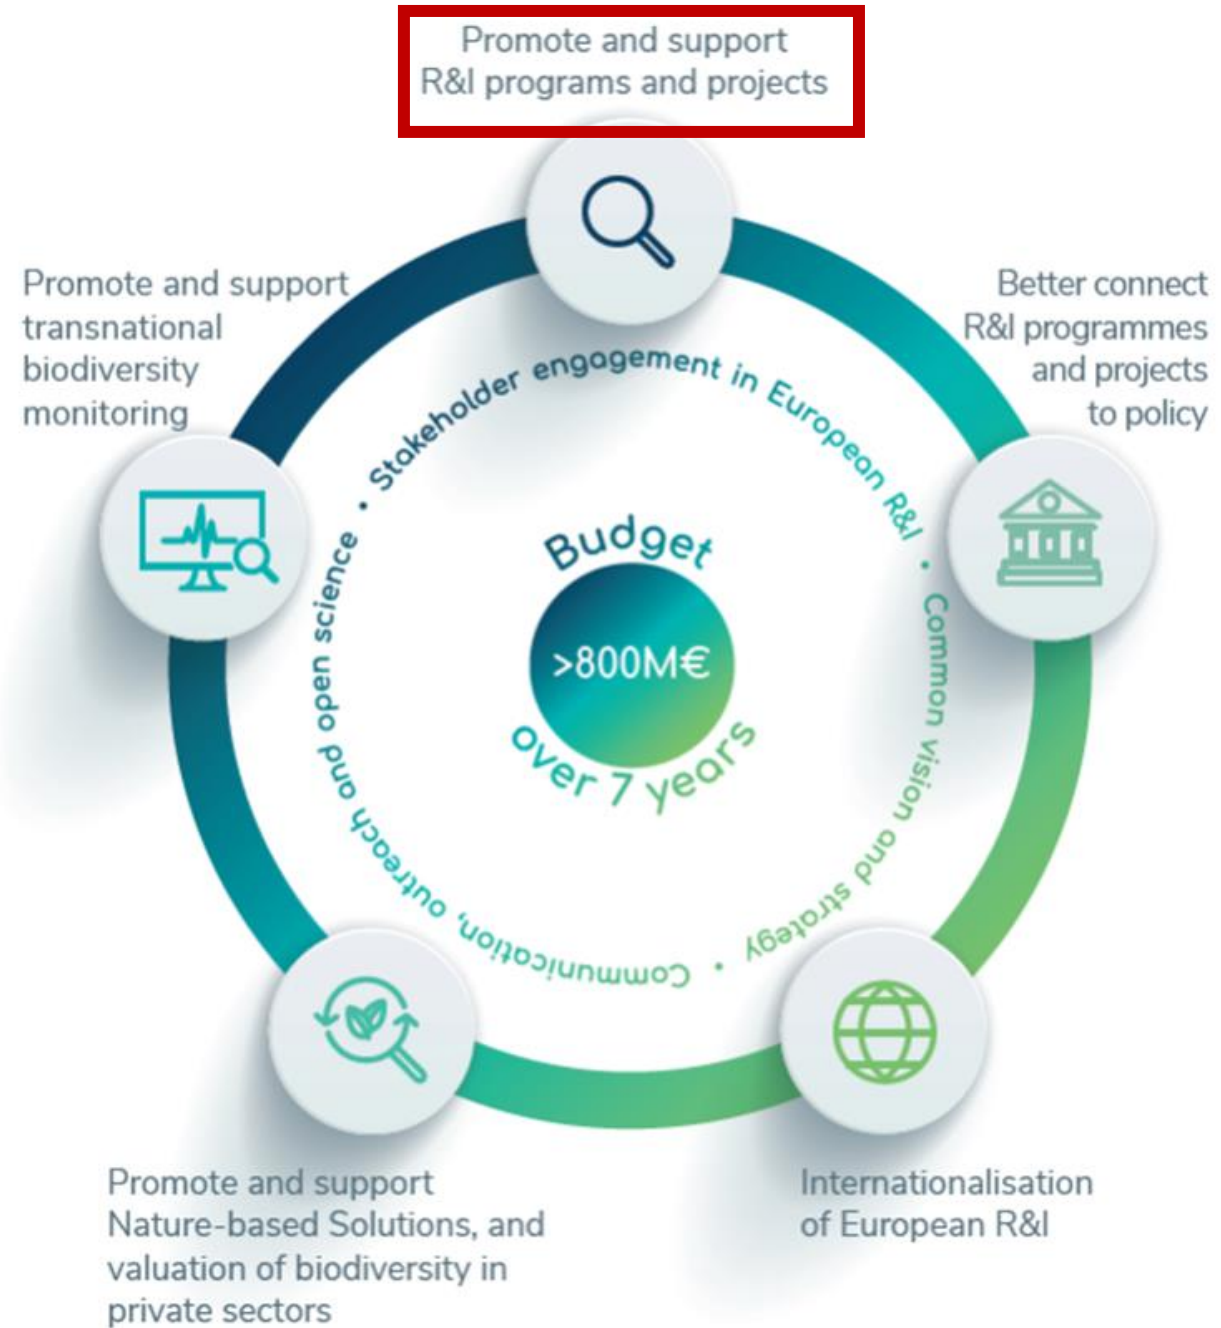 Promote and support
R&I programs and projects
Better connect
R&I programmes
and projects
to policy
Internationalisation
of European R&I
Promote and support
Nature-based Solutions, and
valuation of biodiversity in
private sectors
Promote and support
transnational
biodiversity
monitoring
• Stakeholder engagement in European R&I • Common vision and strategy • Communication, outreach and open science
Budget
>800M€
over 7 years